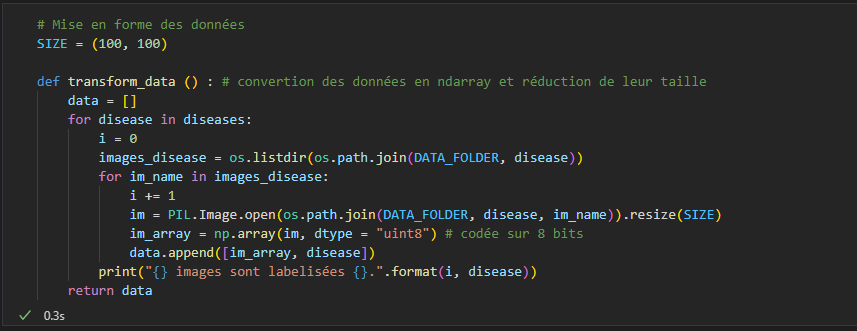 # Mise en forme des données
SIZE = (100, 100)

def transform_data () : # convertion des données en ndarray et réduction de leur taille
    data = []
    for disease in diseases:
        i = 0
        images_disease = os.listdir(os.path.join(DATA_FOLDER, disease))
        for im_name in images_disease:
            i += 1
            im = PIL.Image.open(os.path.join(DATA_FOLDER, disease, im_name)).resize(SIZE)
            im_array = np.array(im, dtype = "uint8") # codée sur 8 bits
            data.append([im_array, disease])
        print("{} images sont labelisées {}.".format(i, disease))
    return data
0.3s